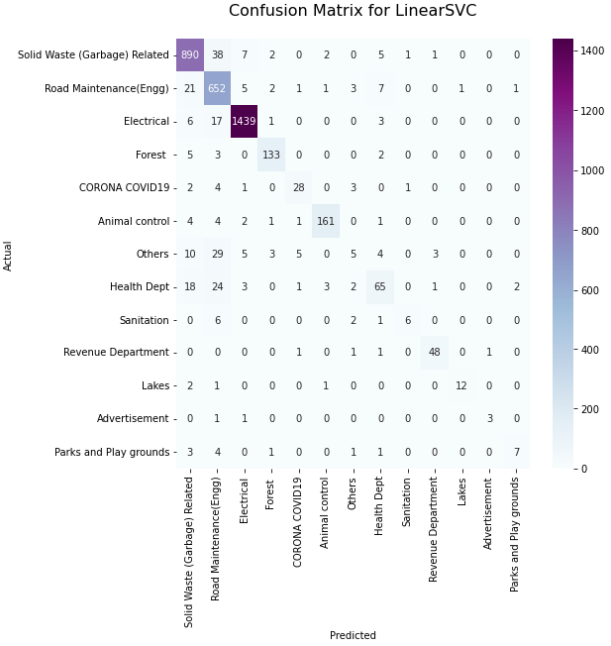 Confusion Matrix for LinearSVC
Solid Waste (Garbage) Related 890 38 7 2 0 2 0 5 1 1 0 0 0
Road Maintenance(Engg) 21 652 5 2 1 1 3 7 0 0 1 0 1
Electrical 6 17 1439 1 0 0 0 3 0 0 0 0 0
Forest 5 3 0 133 0 0 0 2 0 0 0 0 0
CORONA COVID19 2 4 1 0 28 0 3 0 1 0 0 0 0
Animal control 4 4 2 1 1 161 0 1 0 0 0 0 0
Others 10 29 5 3 5 0 5 4 0 3 0 0 0
Health Dept 18 24 3 0 1 3 2 65 0 1 0 0 2
Sanitation 0 6 0 0 0 0 2 1 6 0 0 0 0
Revenue Department 0 0 0 0 1 0 1 1 0 48 0 1 0
Lakes 2 1 0 0 0 1 0 0 0 0 12 0 0
Advertisement 0 1 1 0 0 0 0 0 0 0 0 3 0
Parks and Play grounds 3 4 0 1 0 0 1 1 0 0 0 0 7
Actual
Solid Waste (Garbage) Related
Road Maintenance(Engg)
Electrical
Forest
CORONA COVID19
Animal control
Others
Health Dept
Sanitation
Revenue Department
Lakes
Advertisement
Parks and Play grounds
Predicted
1400
1200
1000
800
600
400
200
0